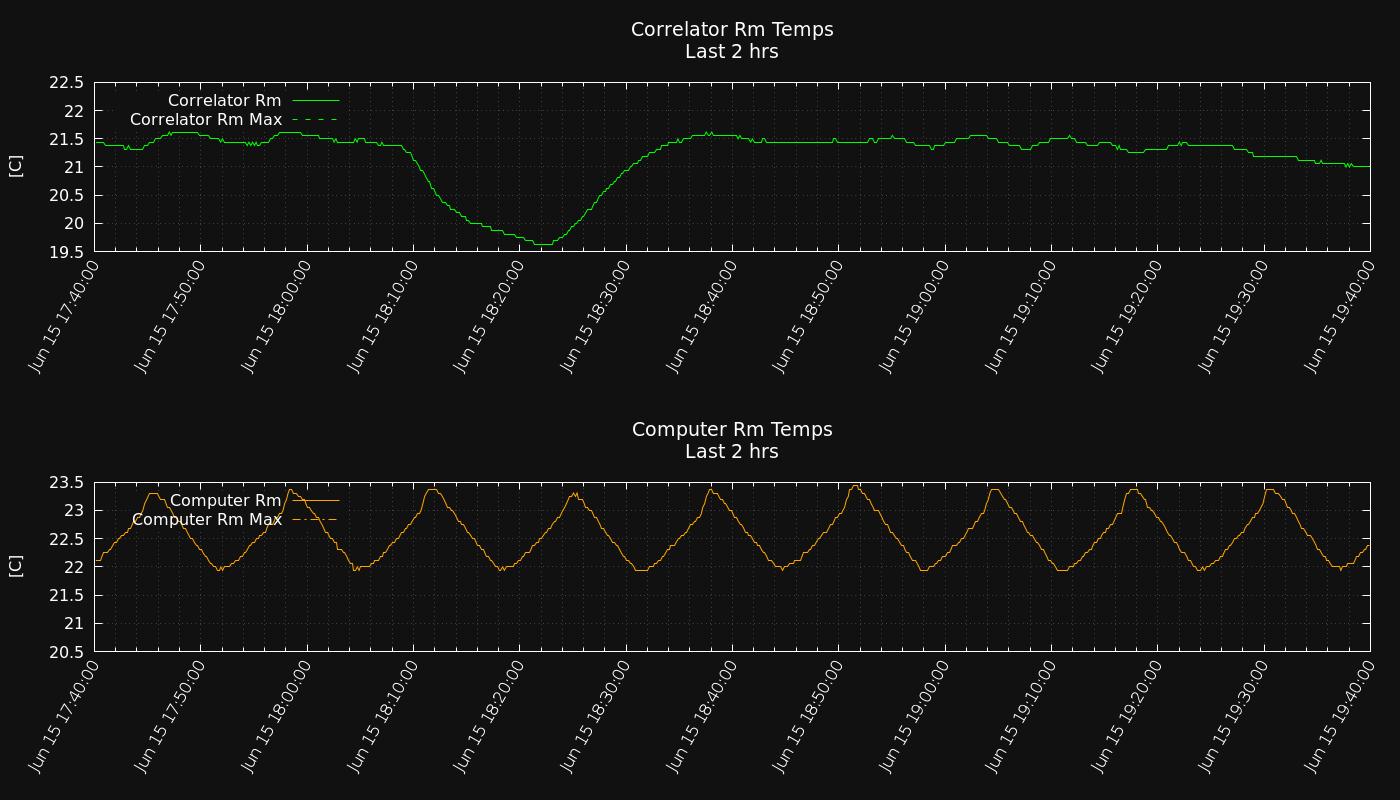 Correlator Rm Temps
Last 2 hrs
22.5
22
21.5
21
20.5
20
19.5
[C]
Correlator Rm
Correlator Rm Max
Jun 15 17:40:00
Jun 15 17:50:00
Jun 15 18:00:00
Jun 15 18:10:00
Jun 15 18:20:00
Jun 15 18:30:00
Jun 15 18:40:00
Jun 15 18:50:00
Jun 15 19:00:00
Jun 15 19:10:00
Jun 15 19:20:00
Jun 15 19:30:00
Jun 15 19:40:00
Computer Rm Temps
Last 2 hrs
23.5
23
22.5
22
21.5
21
20.5
[C]
Computer Rm
Computer Rm Max
Jun 15 17:40:00
Jun 15 17:50:00
Jun 15 18:00:00
Jun 15 18:10:00
Jun 15 18:20:00
Jun 15 18:30:00
Jun 15 18:40:00
Jun 15 18:50:00
Jun 15 19:00:00
Jun 15 19:10:00
Jun 15 19:20:00
Jun 15 19:30:00
Jun 15 19:40:00